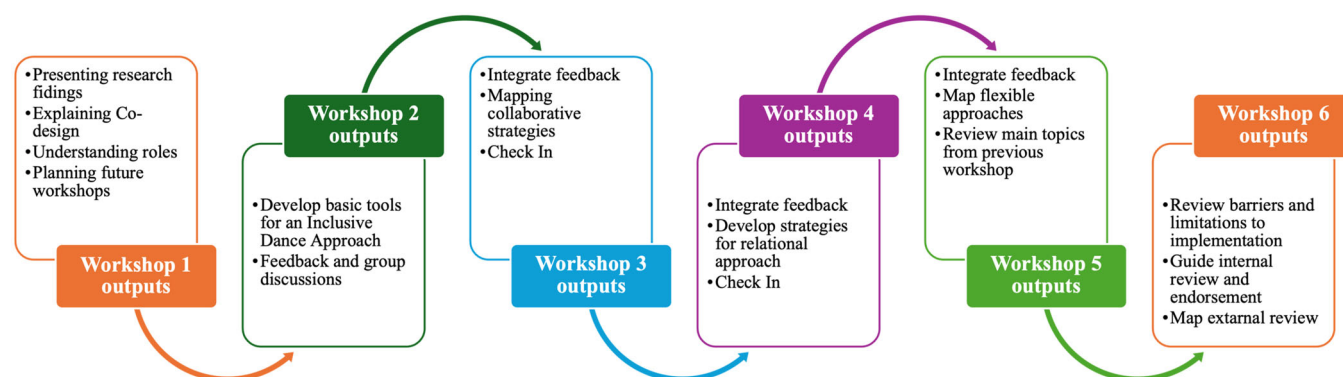 •Presenting research
fidings
•Explaining Co-
design
•Understanding roles
•Planning future
workshops
Workshop 1
outputs
Workshop 2
outputs
•Develop basic tools
for an Inclusive
Dance Approach
•Feedback and group
discussions
•Integrate feedback
•Mapping
collaborative
strategies
•Check In
Workshop 3
outputs
Workshop 4
outputs
•Integrate feedback
•Develop strategies
for relational
approach
•Check In
•Integrate feedback
•Map flexible
approaches
•Review main topics
from previous
workshop
Workshop 5
outputs
Workshop 6
outputs
•Review barriers and
limitations to
implementation
•Guide internal
review and
endorsement
•Map extarnal review